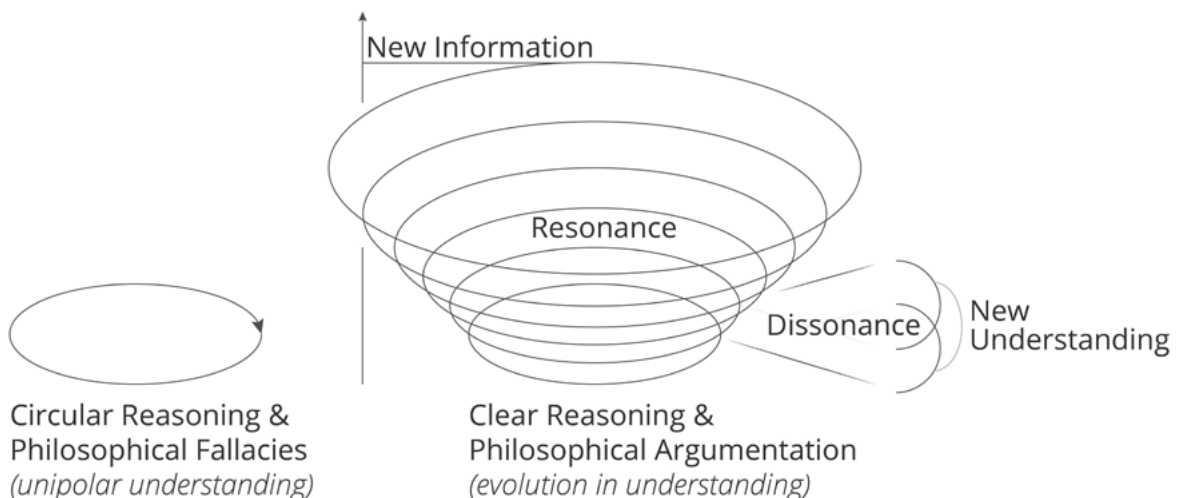 New Information
Resonance
Dissonance
New
Understanding
Circular Reasoning &
Philosophical Fallacies
(unipolar understanding)
Clear Reasoning &
Philosophical Argumentation
(evolution in understanding)